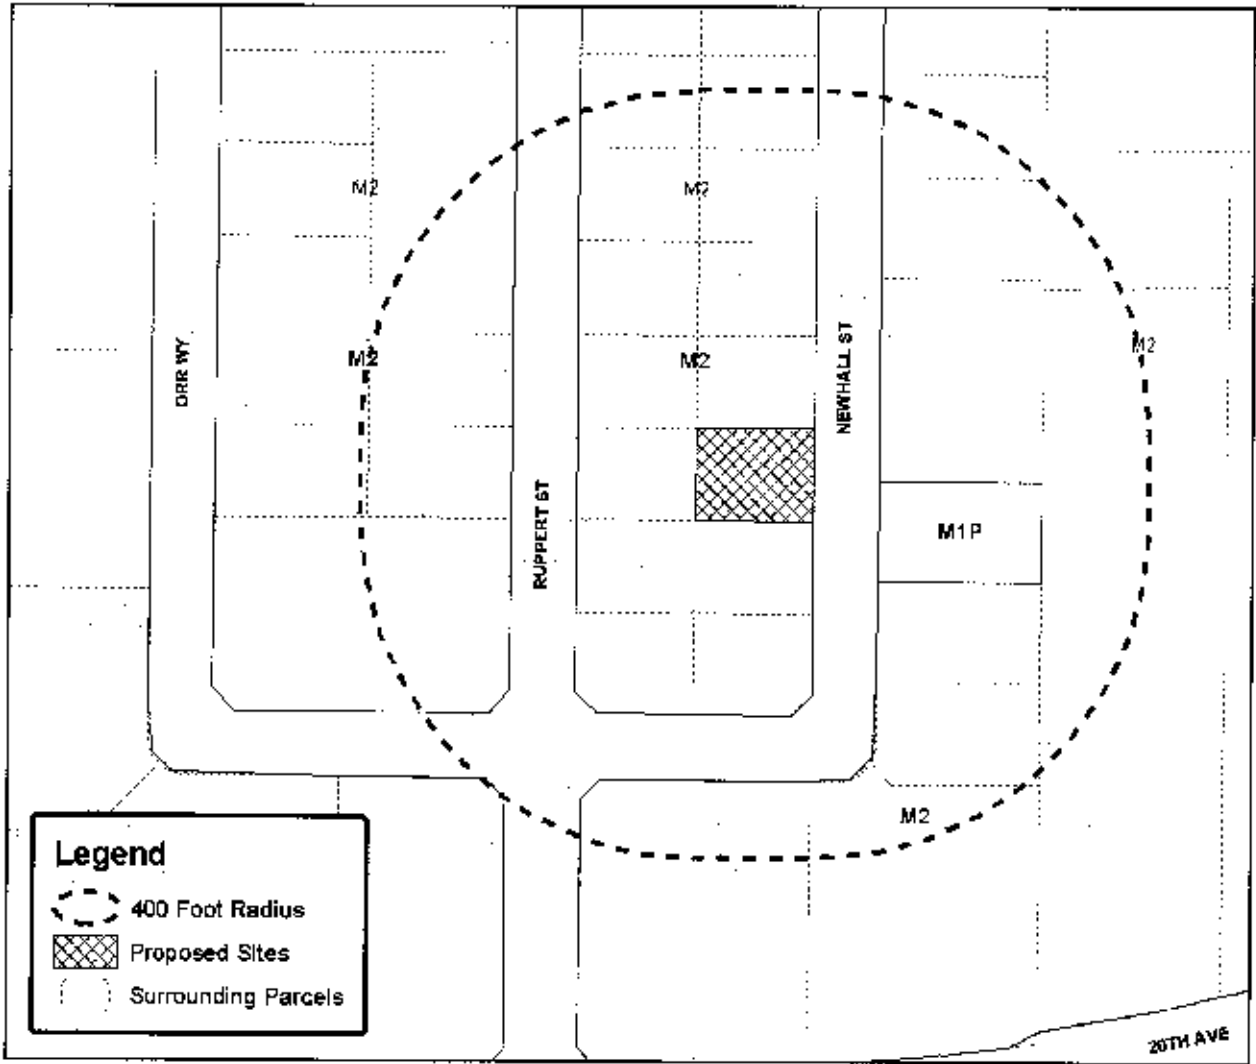 M2
M2
M2
M2
M2
ORR WY
NEWHALL ST
RUPPERT ST
M1P
M2
Legend
400 Foot Radius
Proposed Sites
Surrounding Parcels
20TH AVE